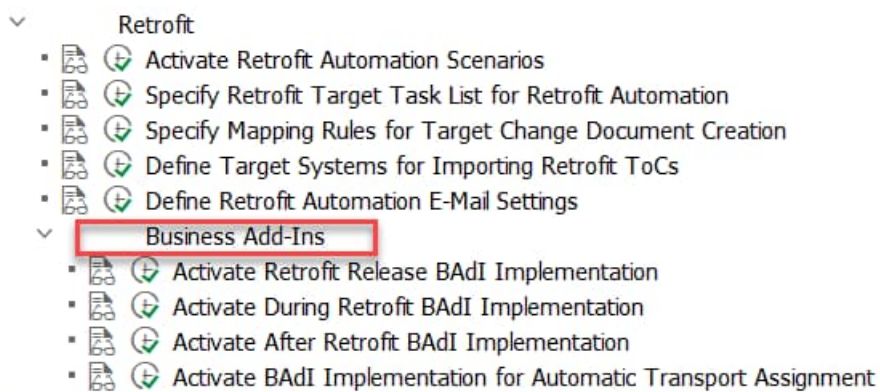 Retrofit
Activate Retrofit Automation Scenarios
Specify Retrofit Target Task List for Retrofit Automation
Specify Mapping Rules for Target Change Document Creation
Define Target Systems for Importing Retrofit ToCs
Define Retrofit Automation E-Mail Settings
Business Add-Ins
Activate Retrofit Release BAdI Implementation
Activate During Retrofit BAdI Implementation
Activate After Retrofit BAdI Implementation
Activate BAdI Implementation for Automatic Transport Assignment